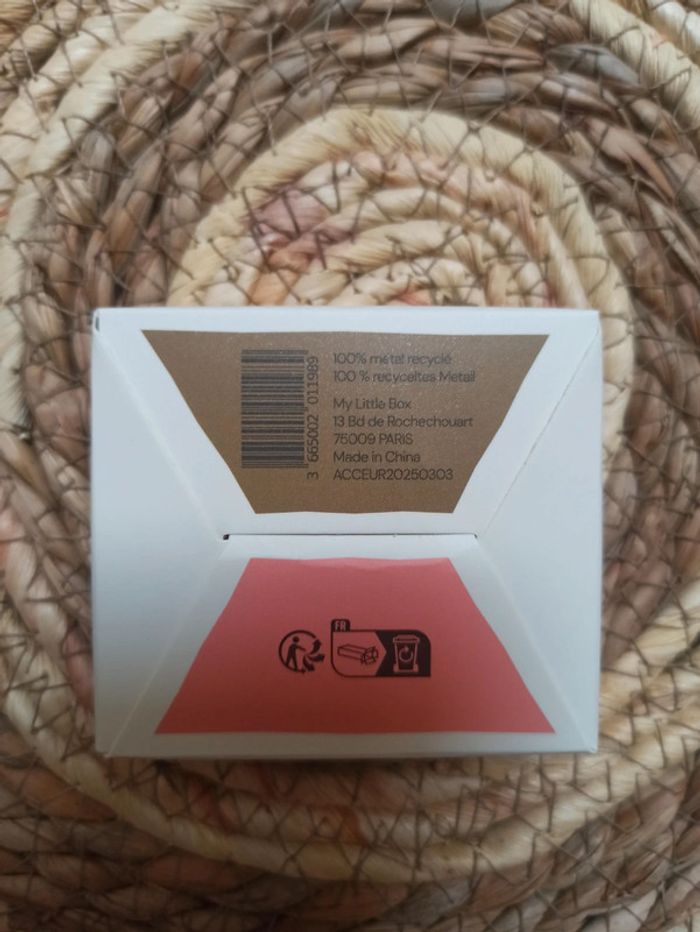 100% métal recyclé
100 % recyceltes Metall
My Little Box
13 Bd de Rochechouart
75009 PARIS
Made in China
ACCEUR20250303
3 665002 011989
FR